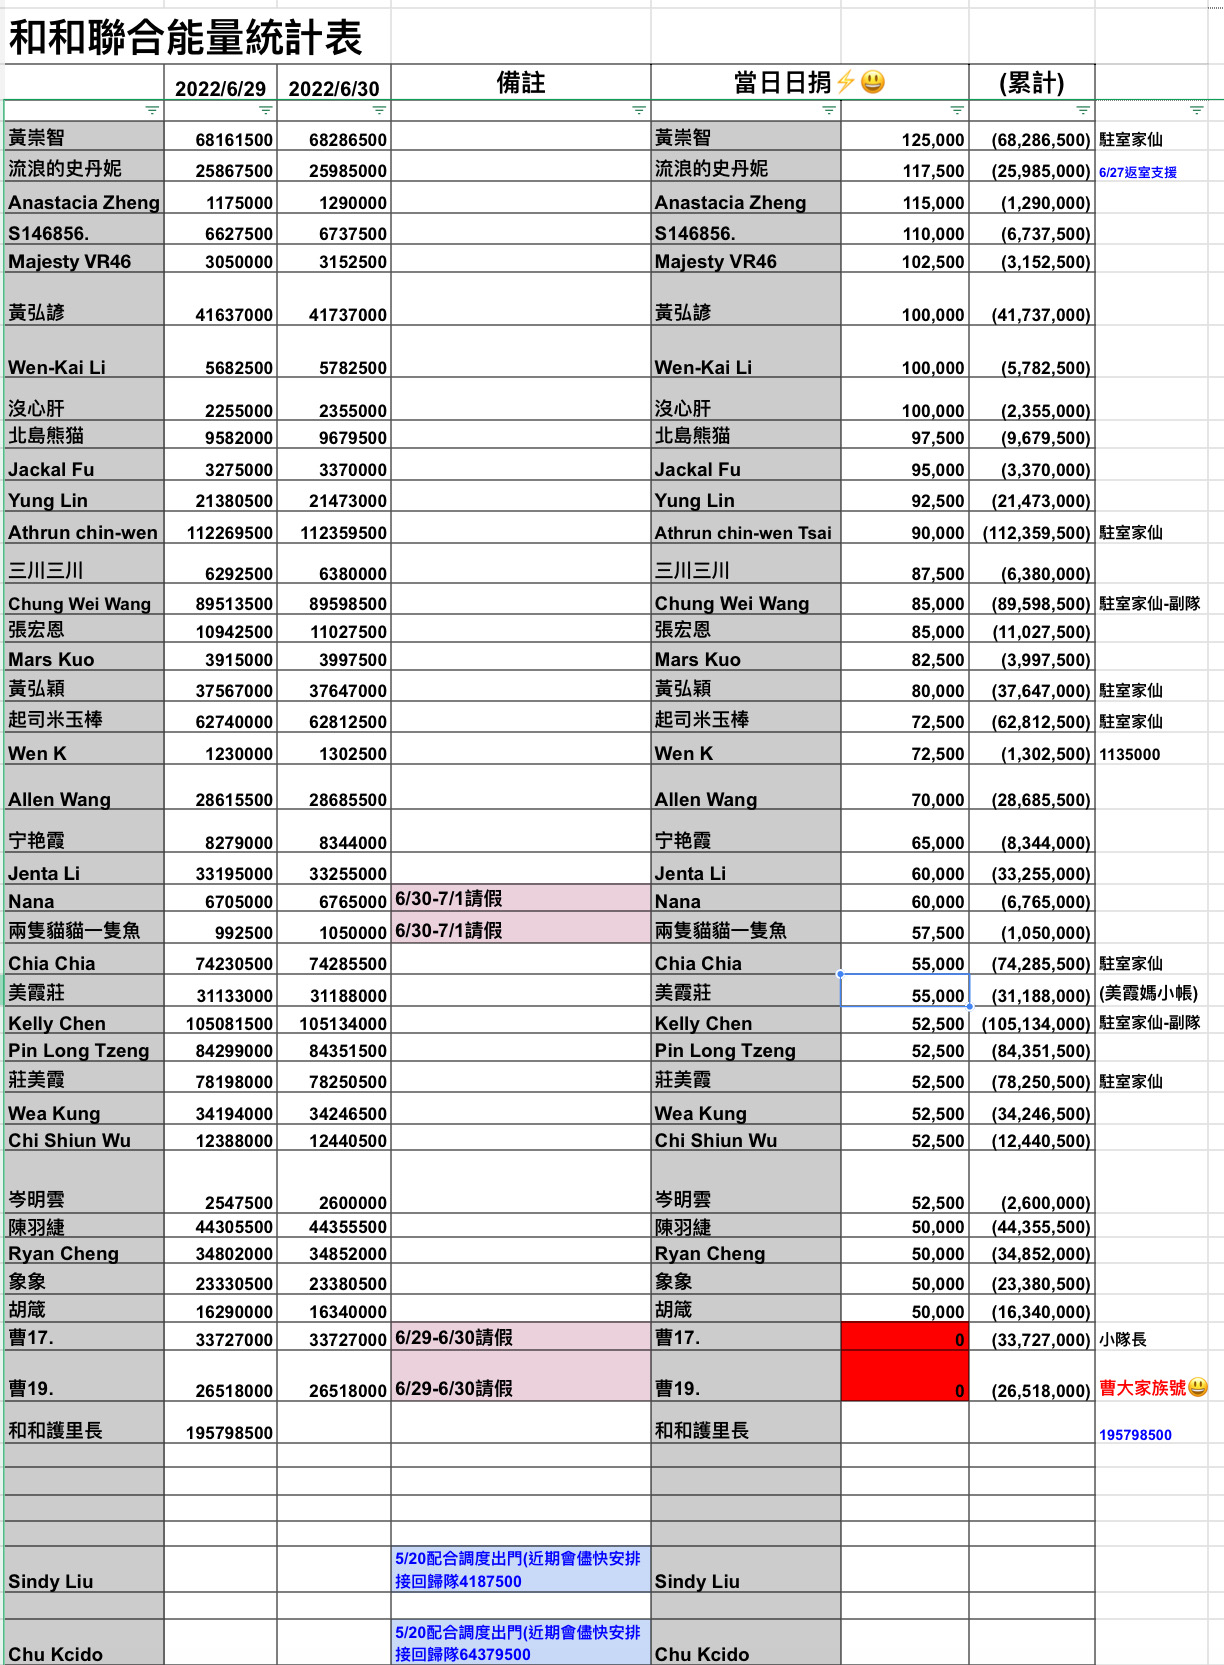 和和聯合能量統計表
2022/6/29 2022/6/30 備註 當日日捐⚡😃 (累計)
黃崇智 68161500 68286500 黃崇智 125,000 (68,286,500) 駐室家仙
流浪的史丹妮 25867500 25985000 流浪的史丹妮 117,500 (25,985,000) 6/27返室支援
Anastacia Zheng 1175000 1290000 Anastacia Zheng 115,000 (1,290,000)
S146856. 6627500 6737500 S146856. 110,000 (6,737,500)
Majesty VR46 3050000 3152500 Majesty VR46 102,500 (3,152,500)
黃弘諺 41637000 41737000 黃弘諺 100,000 (41,737,000)
Wen-Kai Li 5682500 5782500 Wen-Kai Li 100,000 (5,782,500)
沒心肝 2255000 2355000 沒心肝 100,000 (2,355,000)
北島熊猫 9582000 9679500 北島熊猫 97,500 (9,679,500)
Jackal Fu 3275000 3370000 Jackal Fu 95,000 (3,370,000)
Yung Lin 21380500 21473000 Yung Lin 92,500 (21,473,000)
Athrun chin-wen 112269500 112359500 Athrun chin-wen Tsai 90,000 (112,359,500) 駐室家仙
三川三川 6292500 6380000 三川三川 87,500 (6,380,000)
Chung Wei Wang 89513500 89598500 Chung Wei Wang 85,000 (89,598,500) 駐室家仙-副隊
張宏恩 10942500 11027500 張宏恩 85,000 (11,027,500)
Mars Kuo 3915000 3997500 Mars Kuo 82,500 (3,997,500)
黃弘穎 37567000 37647000 黃弘穎 80,000 (37,647,000) 駐室家仙
起司米玉棒 62740000 62812500 起司米玉棒 72,500 (62,812,500) 駐室家仙
Wen K 1230000 1302500 Wen K 72,500 (1,302,500) 1135000
Allen Wang 28615500 28685500 Allen Wang 70,000 (28,685,500)
宁艳霞 8279000 8344000 宁艳霞 65,000 (8,344,000)
Jenta Li 33195000 33255000 Jenta Li 60,000 (33,255,000)
Nana 6705000 6765000 6/30-7/1請假 Nana 60,000 (6,765,000)
兩隻貓貓一隻魚 992500 1050000 6/30-7/1請假 兩隻貓貓一隻魚 57,500 (1,050,000)
Chia Chia 74230500 74285500 Chia Chia 55,000 (74,285,500) 駐室家仙
美霞莊 31133000 31188000 美霞莊 55,000 (31,188,000) (美霞媽小帳)
Kelly Chen 105081500 105134000 Kelly Chen 52,500 (105,134,000) 駐室家仙-副隊
Pin Long Tzeng 84299000 84351500 Pin Long Tzeng 52,500 (84,351,500)
莊美霞 78198000 78250500 莊美霞 52,500 (78,250,500) 駐室家仙
Wea Kung 34194000 34246500 Wea Kung 52,500 (34,246,500)
Chi Shiun Wu 12388000 12440500 Chi Shiun Wu 52,500 (12,440,500)
岑明雲 2547500 2600000 岑明雲 52,500 (2,600,000)
陳羽緁 44305500 44355500 陳羽緁 50,000 (44,355,500)
Ryan Cheng 34802000 34852000 Ryan Cheng 50,000 (34,852,000)
象象 23330500 23380500 象象 50,000 (23,380,500)
胡箴 16290000 16340000 胡箴 50,000 (16,340,000)
曹17. 33727000 33727000 6/29-6/30請假 曹17. 0 (33,727,000) 小隊長
曹19. 26518000 26518000 6/29-6/30請假 曹19. 0 (26,518,000) 曹大家族號😃
和和護里長 195798500 和和護里長 195798500
5/20配合調度出門(近期會儘快安排
Sindy Liu 接回歸隊4187500 Sindy Liu
5/20配合調度出門(近期會儘快安排
Chu Kcido 接回歸隊64379500 Chu Kcido